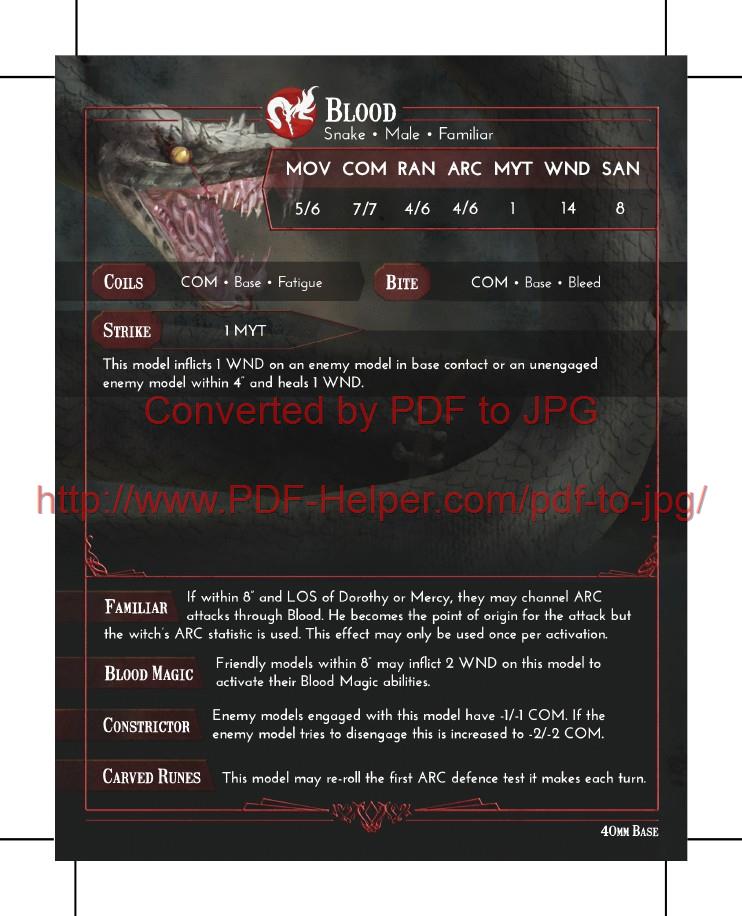 Blood
Snake • Male • Familiar
MOV COM RAN ARC MYT WND SAN
5/6 7/7 4/6 4/6 1 14 8
Coils COM • Base • Fatigue Bite COM • Base • Bleed
Strike 1 MYT
This model inflicts 1 WND on an enemy model in base contact or an unengaged
enemy model within 4" and heals 1 WND.
Converted by PDF to JPG
http://www.PDF-Helper.com/pdf-to-jpg/
Familiar If within 8" and LOS of Dorothy or Mercy, they may channel ARC
attacks through Blood. He becomes the point of origin for the attack but
the witch's ARC statistic is used. This effect may only be used once per activation.
Blood Magic Friendly models within 8" may inflict 2 WND on this model to
activate their Blood Magic abilities.
Constrictor Enemy models engaged with this model have -1/-1 COM. If the
enemy model tries to disengage this is increased to -2/-2 COM.
Carved Runes This model may re-roll the first ARC defence test it makes each turn.
40mm Base